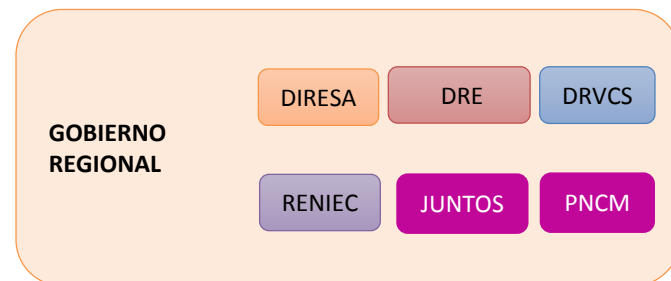 GOBIERNO
REGIONAL
DIRESA
DRE
DRVCS
RENIEC
JUNTOS
PNCM